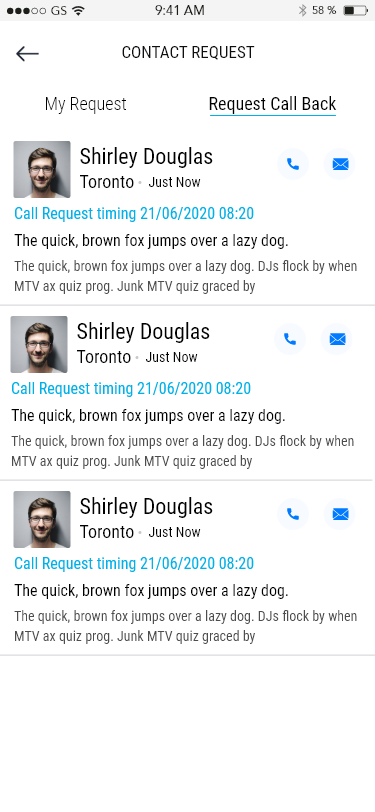 GS 9:41 AM 58 %
CONTACT REQUEST
My Request Request Call Back
Shirley Douglas
Toronto • Just Now
Call Request timing 21/06/2020 08:20
The quick, brown fox jumps over a lazy dog.
The quick, brown fox jumps over a lazy dog. DJs flock by when
MTV ax quiz prog. Junk MTV quiz graced by
Shirley Douglas
Toronto • Just Now
Call Request timing 21/06/2020 08:20
The quick, brown fox jumps over a lazy dog.
The quick, brown fox jumps over a lazy dog. DJs flock by when
MTV ax quiz prog. Junk MTV quiz graced by
Shirley Douglas
Toronto • Just Now
Call Request timing 21/06/2020 08:20
The quick, brown fox jumps over a lazy dog.
The quick, brown fox jumps over a lazy dog. DJs flock by when
MTV ax quiz prog. Junk MTV quiz graced by